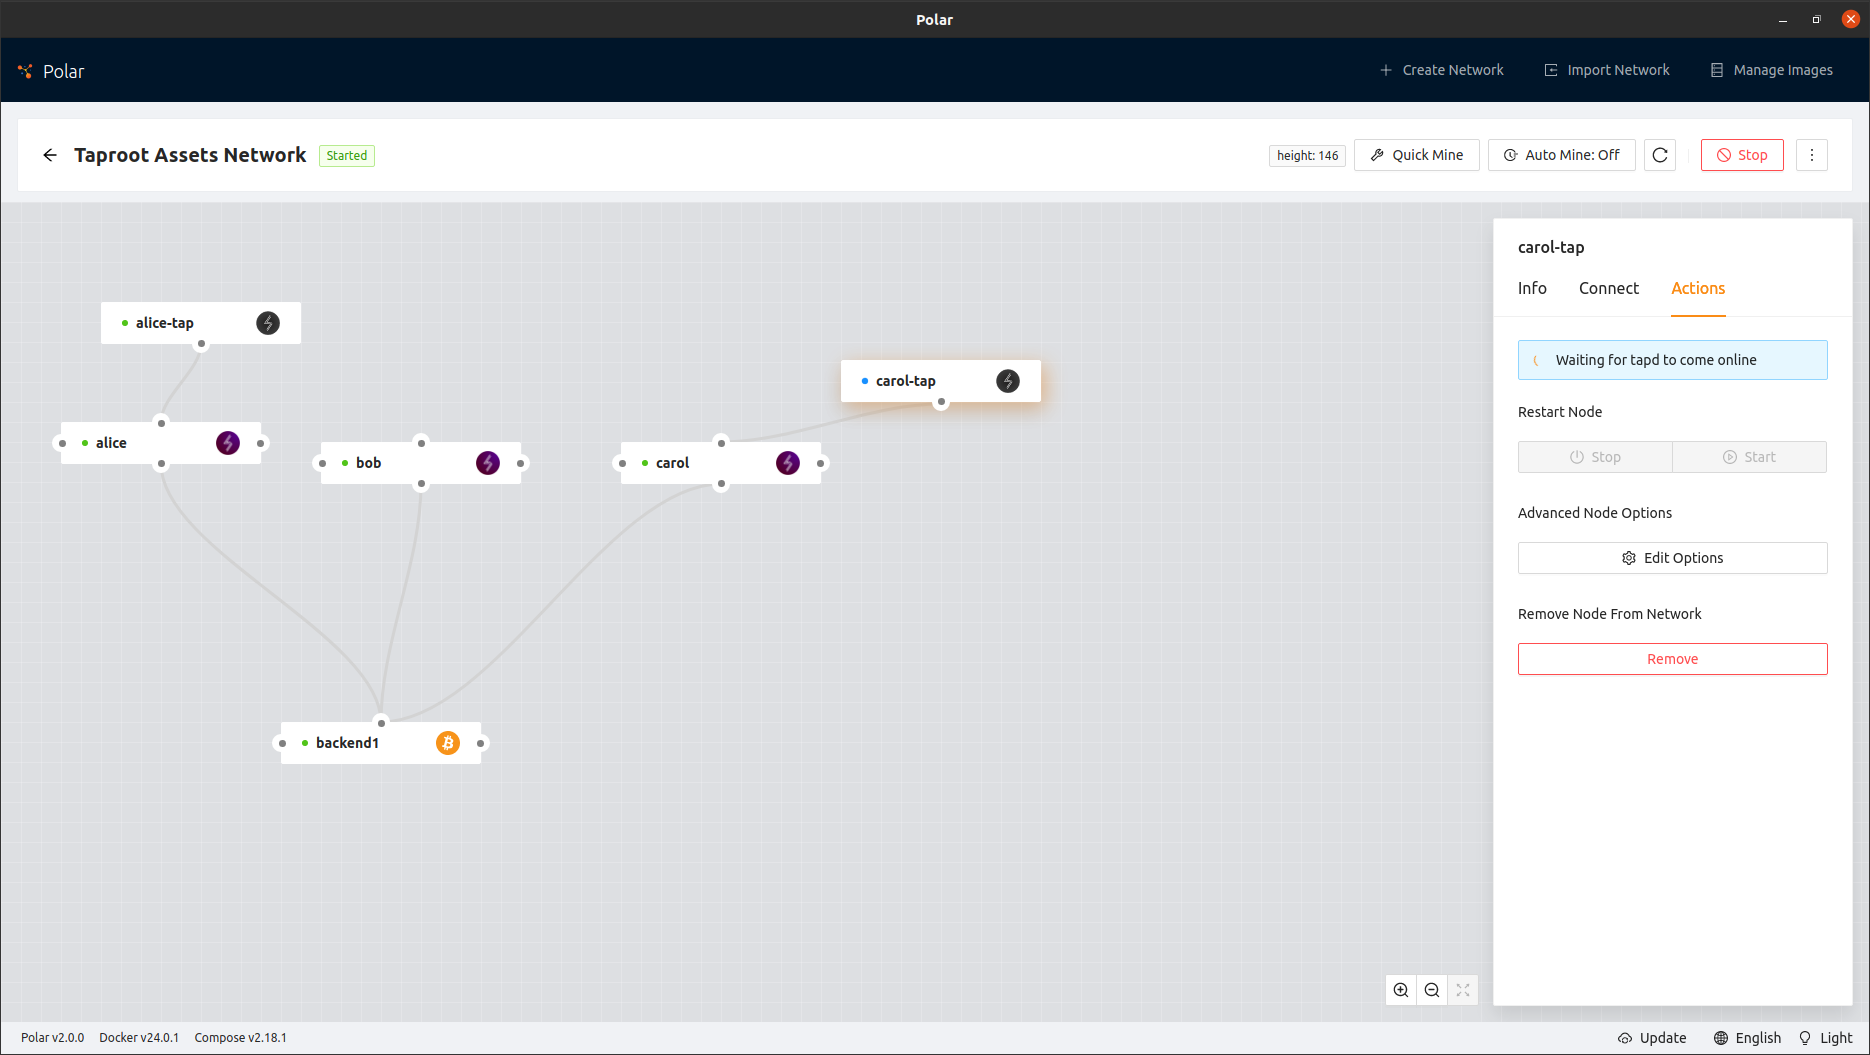 Polar
Polar
Create Network
Import Network
Manage Images
Taproot Assets Network
Started
height: 146
Quick Mine
Auto Mine: Off
Stop
alice-tap
alice
bob
carol
carol-tap
backend1
carol-tap
Info
Connect
Actions
Waiting for tapd to come online
Restart Node
Stop
Start
Advanced Node Options
Edit Options
Remove Node From Network
Remove
Polar v2.0.0
Docker v24.0.1
Compose v2.18.1
Update
English
Light